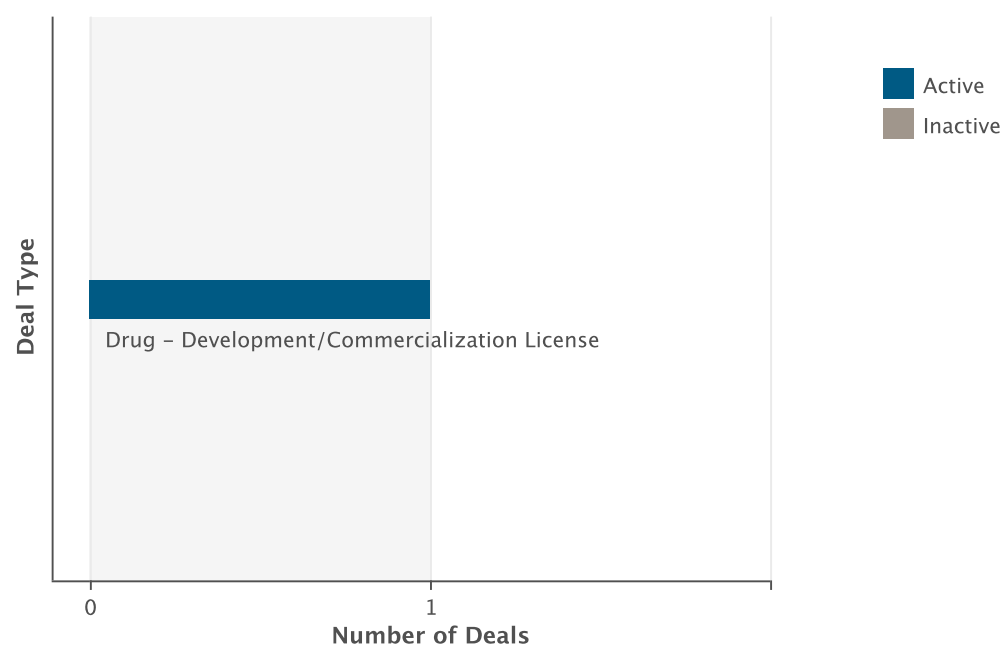 Active
Inactive
Deal Type
Drug – Development/Commercialization License
0
1
Number of Deals